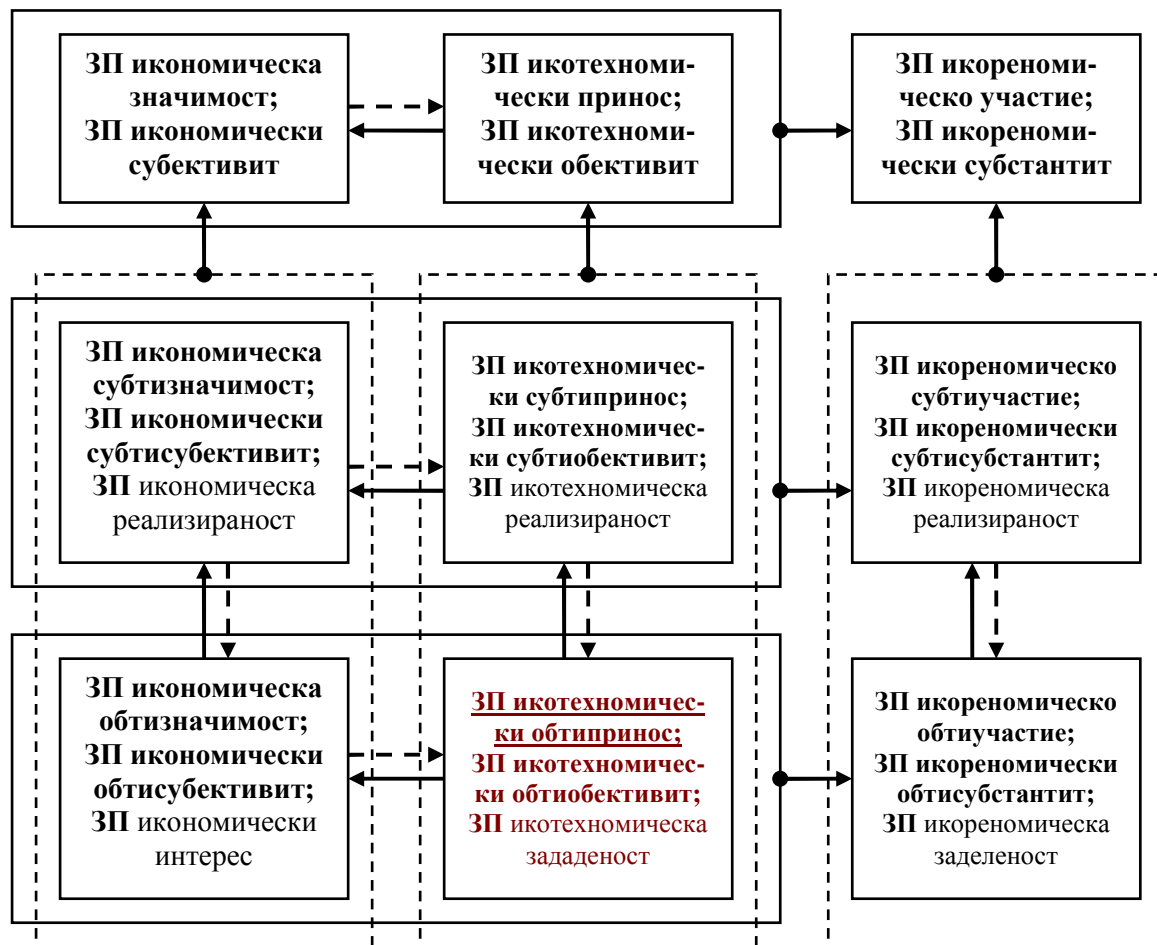 ЗП икономическа
значимост;
ЗП икономически
субективит
ЗП икотехноми-
чески принос;
ЗП икотехноми-
чески обективит
ЗП икореноми-
ческо участие;
ЗП икореноми-
чески субстантит
ЗП икономическа
субтизначимост;
ЗП икономически
субтисубективит;
ЗП икономическа
реализираност
ЗП икотехномичес-
ки субтипринос;
ЗП икотехномичес-
ки субтиобективит;
ЗП икотехномическа
реализираност
ЗП икореномическо
субтиучастие;
ЗП икореномически
субтисубстантит;
ЗП икореномическа
реализираност
ЗП икономическа
обтизначимост;
ЗП икономически
обтисубективит;
ЗП икономически
интерес
ЗП икотехномичес-
ки обтипринос;
ЗП икотехномичес-
ки обтиобективит;
ЗП икотехномическа
зададеност
ЗП икореномическо
обтиучастие;
ЗП икореномически
обтисубстантит;
ЗП икореномическа
заделеност